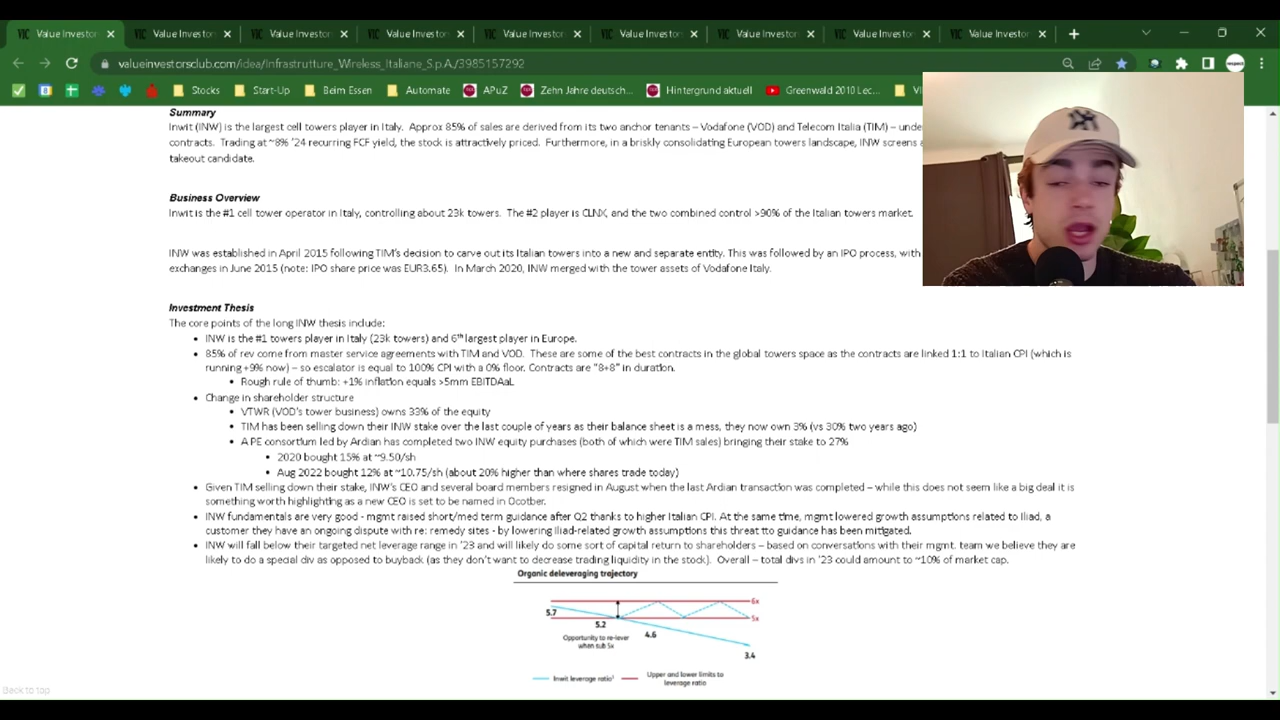 Value Investor
Value Investor
Value Investor
Value Investor
Value Investor
Value Investor
Value Investor
Value Investor
Value Investor
valueinvestorsclub.com/idea/Infrastrutture_Wireless_Italiane_S.p.A./3985157292
Stocks
Start-Up
Beim Essen
Automate
APuZ
Zehn Jahre deutsch...
Hintergrund aktuell
Greenwald 2010 Lec...
Summary
Inwit (INW) is the largest cell towers player in Italy. Approx 85% of sales are derived from its two anchor tenants – Vodafone (VOD) and Telecom Italia (TIM) –
contracts. Trading at ~8% '24 recurring FCF yield, the stock is attractively priced. Furthermore, in a briskly consolidating European towers landscape, INW screens
takeout candidate.
Business Overview
Inwit is the #1 cell tower operator in Italy, controlling about 23k towers. The #2 player is CLNX, and the two combined control >90% of the Italian towers market.
INW was established in April 2015 following TIM's decision to carve out its Italian towers into a new and separate entity. This was followed by an IPO process, with
exchanges in June 2015 (note: IPO share price was EUR3.65). In March 2020, INW merged with the tower assets of Vodafone Italy.
Investment Thesis
The core points of the long INW thesis include:
INW is the #1 towers player in Italy (23k towers) and 6th largest player in Europe.
85% of rev come from master service agreements with TIM and VOD. These are some of the best contracts in the global towers space as the contracts are linked 1:1 to Italian CPI (which is
running +9% now) – so escalator is equal to 100% CPI with a 0% floor. Contracts are "8+8" in duration.
Rough rule of thumb: +1% inflation equals >5mm EBITDAaL
Change in shareholder structure
VTWR (VOD's tower business) owns 33% of the equity
TIM has been selling down their INW stake over the last couple of years as their balance sheet is a mess, they now own 3% (vs 30% two years ago)
A PE consortium led by Ardian has completed two INW equity purchases (both of which were TIM sales) bringing their stake to 27%
2020 bought 15% at ~9.50/sh
Aug 2022 bought 12% at ~10.75/sh (about 20% higher than where shares trade today)
Given TIM selling down their stake, INW's CEO and several board members resigned in August when the last Ardian transaction was completed – while this does not seem like a big deal it is
something worth highlighting as a new CEO is set to be named in Ocotber.
INW fundamentals are very good - mgmt raised short/med term guidance after Q2 thanks to higher Italian CPI. At the same time, mgmt lowered growth assumptions related to Iliad, a
customer they have an ongoing dispute with re: remedy sites - by lowering Iliad-related growth assumptions this threat tto guidance has been mitigated.
INW will fall below their targeted net leverage range in '23 and will likely do some sort of capital return to shareholders – based on conversations with their mgmt. team we believe they are
likely to do a special div as opposed to buyback (as they don't want to decrease trading liquidity in the stock). Overall – total divs in '23 could amount to ~10% of market cap.
Organic deleveraging trajectory
6x
5.7
5x
5.2
4.6
Opportunity to re-lever
when sub 5x
3.4
Inwit leverage ratio¹
Upper and lower limits to
leverage ratio
Back to top